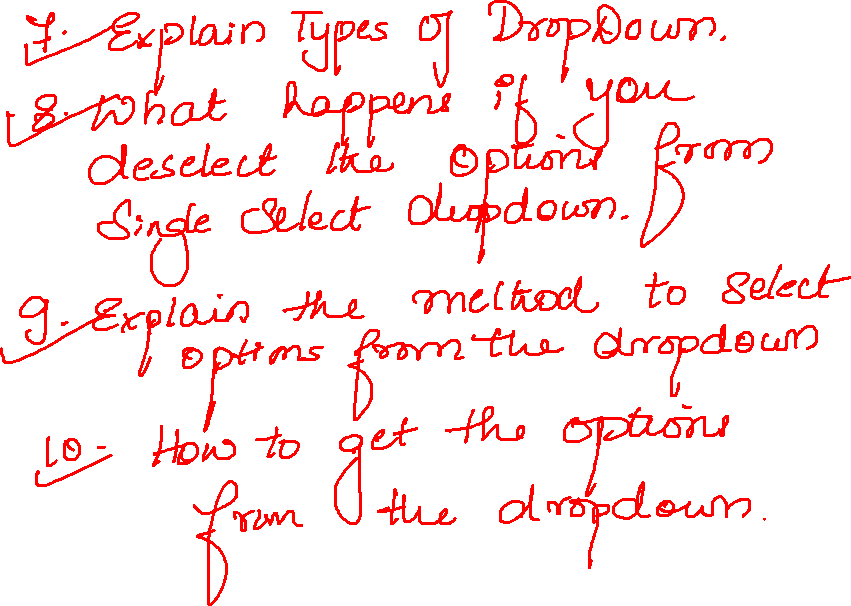 7. Explain Types of DropDown.
8. What happens if you
deselect the options from
Single Select dropdown.
9. Explain the method to select
options from the dropdown
10. How to get the options
from the dropdown.